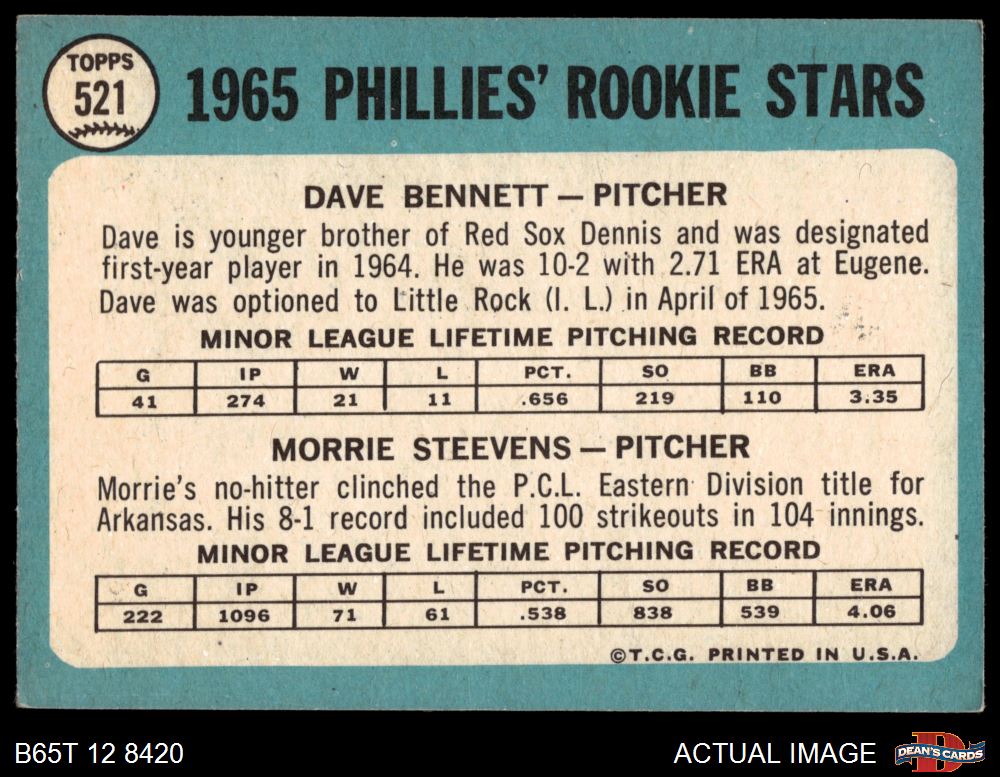 TOPPS
521
1965 PHILLIES' ROOKIE STARS
DAVE BENNETT — PITCHER
Dave is younger brother of Red Sox Dennis and was designated
first-year player in 1964. He was 10-2 with 2.71 ERA at Eugene.
Dave was optioned to Little Rock (I. L.) in April of 1965.
MINOR LEAGUE LIFETIME PITCHING RECORD
G IP W L PCT. SO BB ERA
41 274 21 11 .656 219 110 3.35
MORRIE STEEVENS — PITCHER
Morrie's no-hitter clinched the P.C.L. Eastern Division title for
Arkansas. His 8-1 record included 100 strikeouts in 104 innings.
MINOR LEAGUE LIFETIME PITCHING RECORD
G IP W L PCT. SO BB ERA
222 1096 71 61 .538 838 539 4.06
©T.C.G. PRINTED IN U.S.A.
B65T 12 8420
ACTUAL IMAGE
D
DEAN'S CARDS